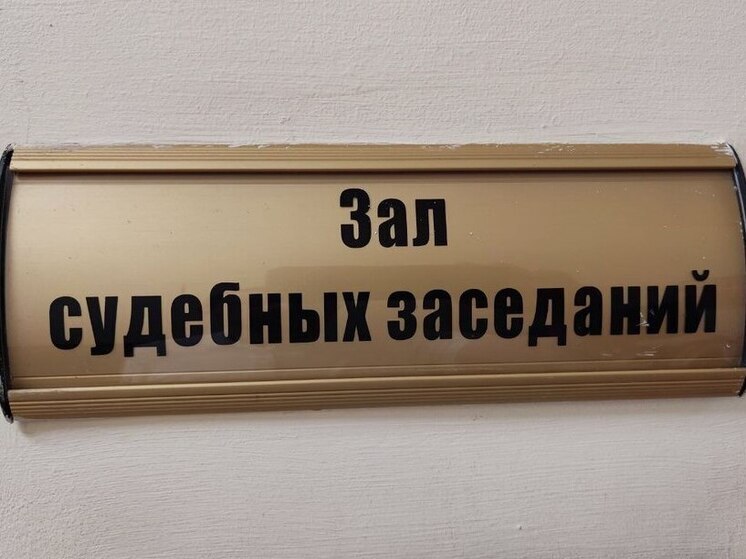 Зал
судебных заседаний